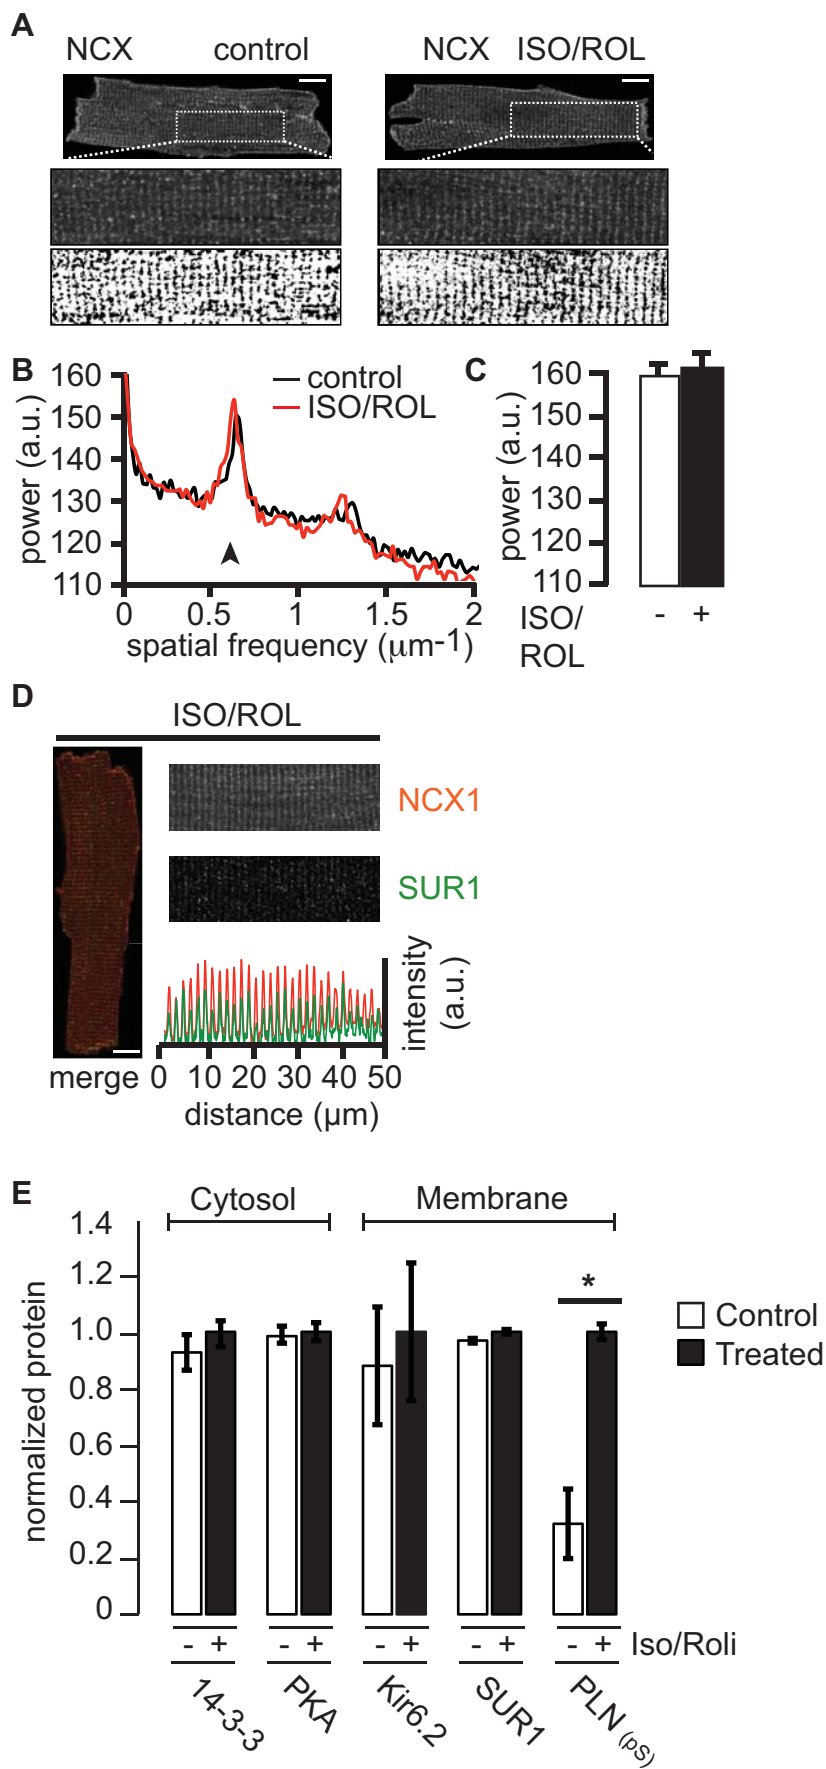 A
NCX control NCX ISO/ROL
B
160
150
140
130
120
110
power (a.u.)
control
ISO/ROL
0 0.5 1 1.5 2
spatial frequency (μm-1)
C
160
150
140
130
120
110
power (a.u.)
ISO/
ROL
- +
D
ISO/ROL
NCX1
SUR1
intensity
(a.u.)
merge
0 10 20 30 40 50
distance (μm)
E
Cytosol Membrane
1.4
1.2
1.0
0.8
0.6
0.4
0.2
0
normalized protein
*
Control
Treated
- + - + - + - + - + Iso/Roli
14-3-3 PKA Kir6.2 SUR1 PLN (pS)